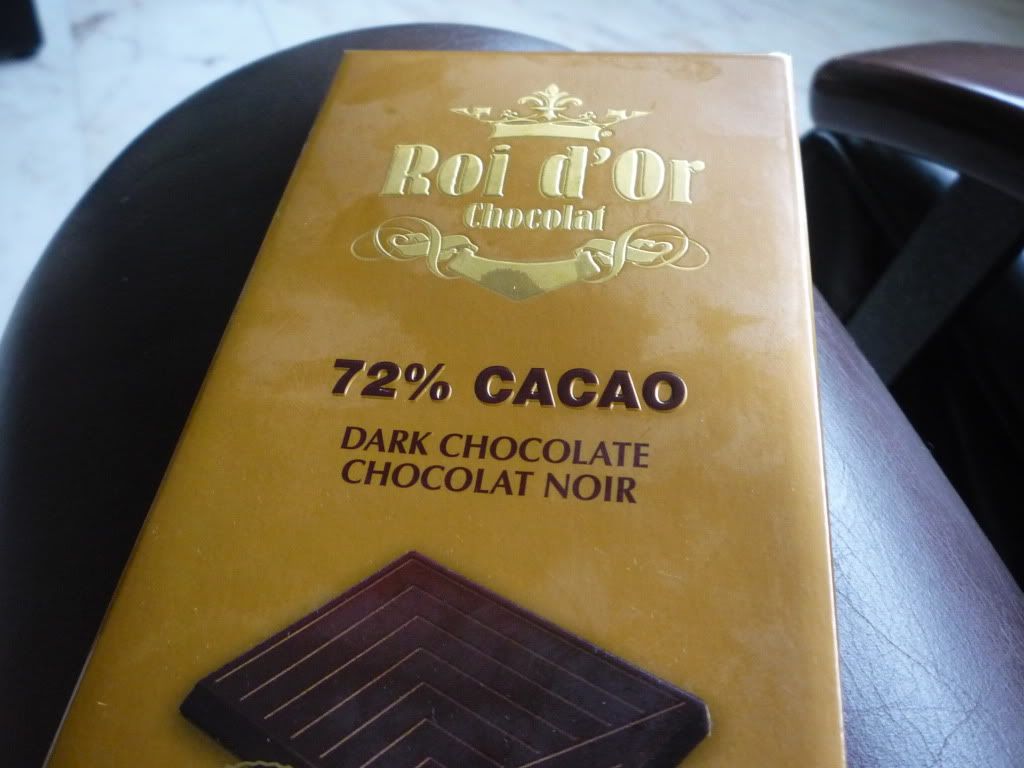 Roi d'Or
Chocolat
72% CACAO
DARK CHOCOLATE
CHOCOLAT NOIR